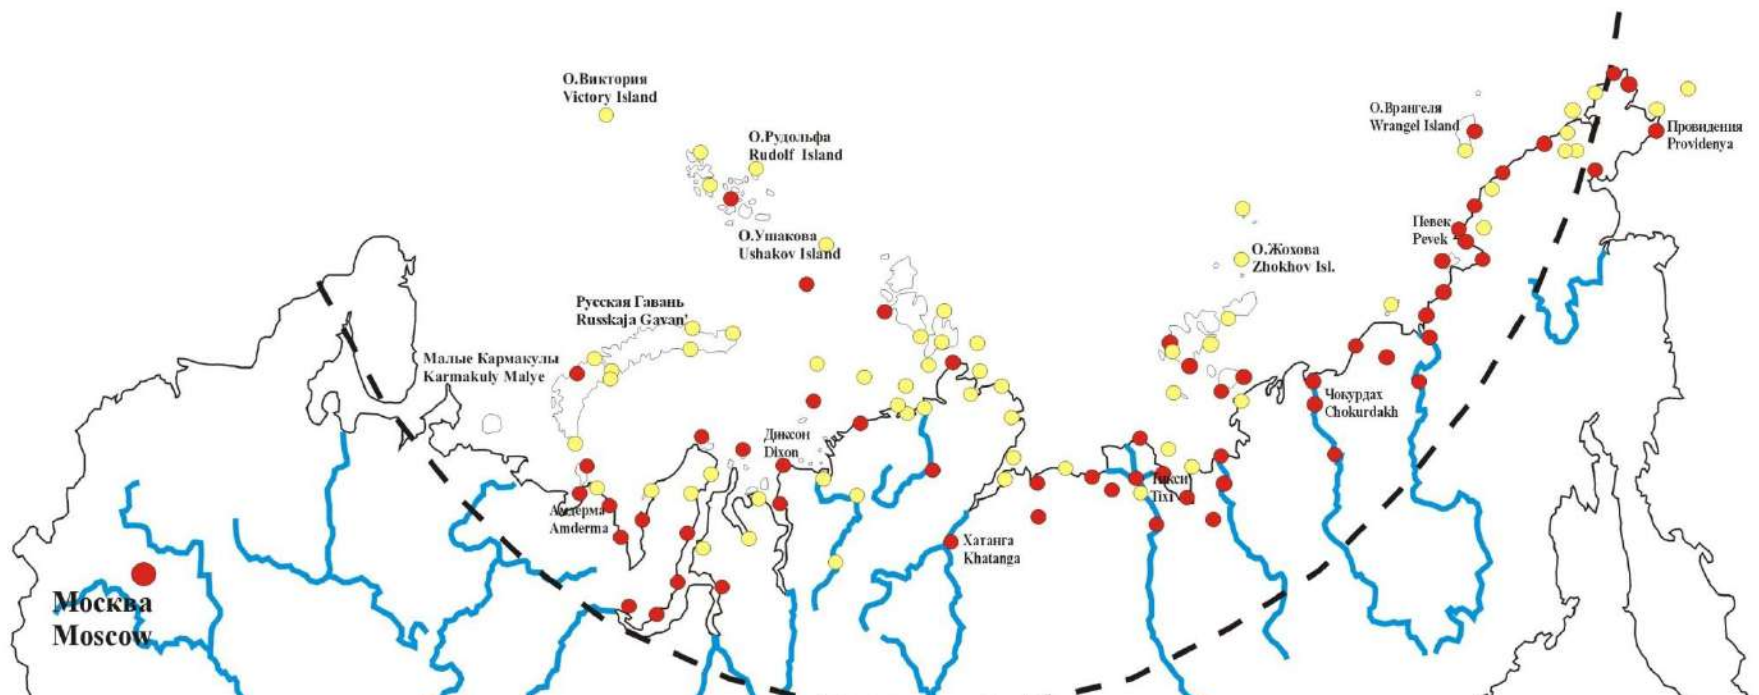 О.Виктория
Victory Island
О.Рудольфа
Rudolf Island
О.Врангеля
Wrangel Island
Провидения
Providenya
Певек
Pevek
О.Ушакова
Ushakov Island
О.Жохова
Zhokhov Isl.
Русская Гавань
Russkaja Gavan'
Малые Кармакулы
Karmakuly Malye
Чокурдах
Chokurdakh
Диксон
Dixon
Тикси
Tixi
Амдерма
Amderma
Хатанга
Khatanga
Москва
Moscow